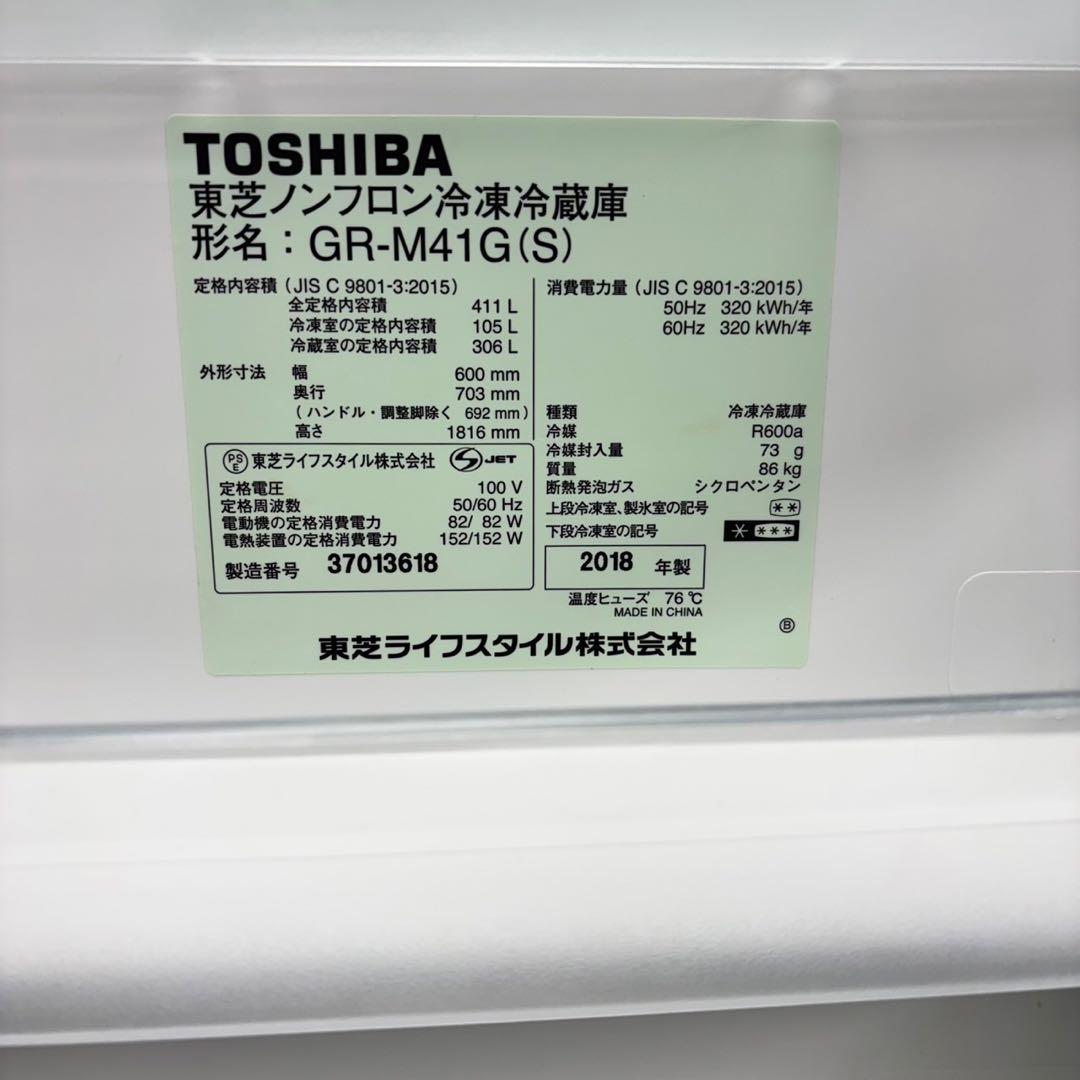 TOSHIBA
東芝ノンフロン冷凍冷蔵庫
形名：GR-M41G(S)
定格内容積（JIS C 9801-3:2015）
全定格内容積 411 L
冷凍室の定格内容積 105 L
冷蔵室の定格内容積 306 L
外形寸法 幅 600 mm
奥行 703 mm
（ハンドル・調整脚除く 692 mm）
高さ 1816 mm
PSE 東芝ライフスタイル株式会社 S JET
定格電圧 100 V
定格周波数 50/60 Hz
電動機の定格消費電力 82/ 82 W
電熱装置の定格消費電力 152/152 W
製造番号 37013618
消費電力量（JIS C 9801-3:2015）
50Hz 320 kWh/年
60Hz 320 kWh/年
種類 冷凍冷蔵庫
冷媒 R600a
冷媒封入量 73 g
質量 86 kg
断熱発泡ガス シクロペンタン
上段冷凍室、製氷室の記号 **
下段冷凍室の記号 * ***
2018 年製
温度ヒューズ 76 ℃
MADE IN CHINA
Ⓑ
東芝ライフスタイル株式会社